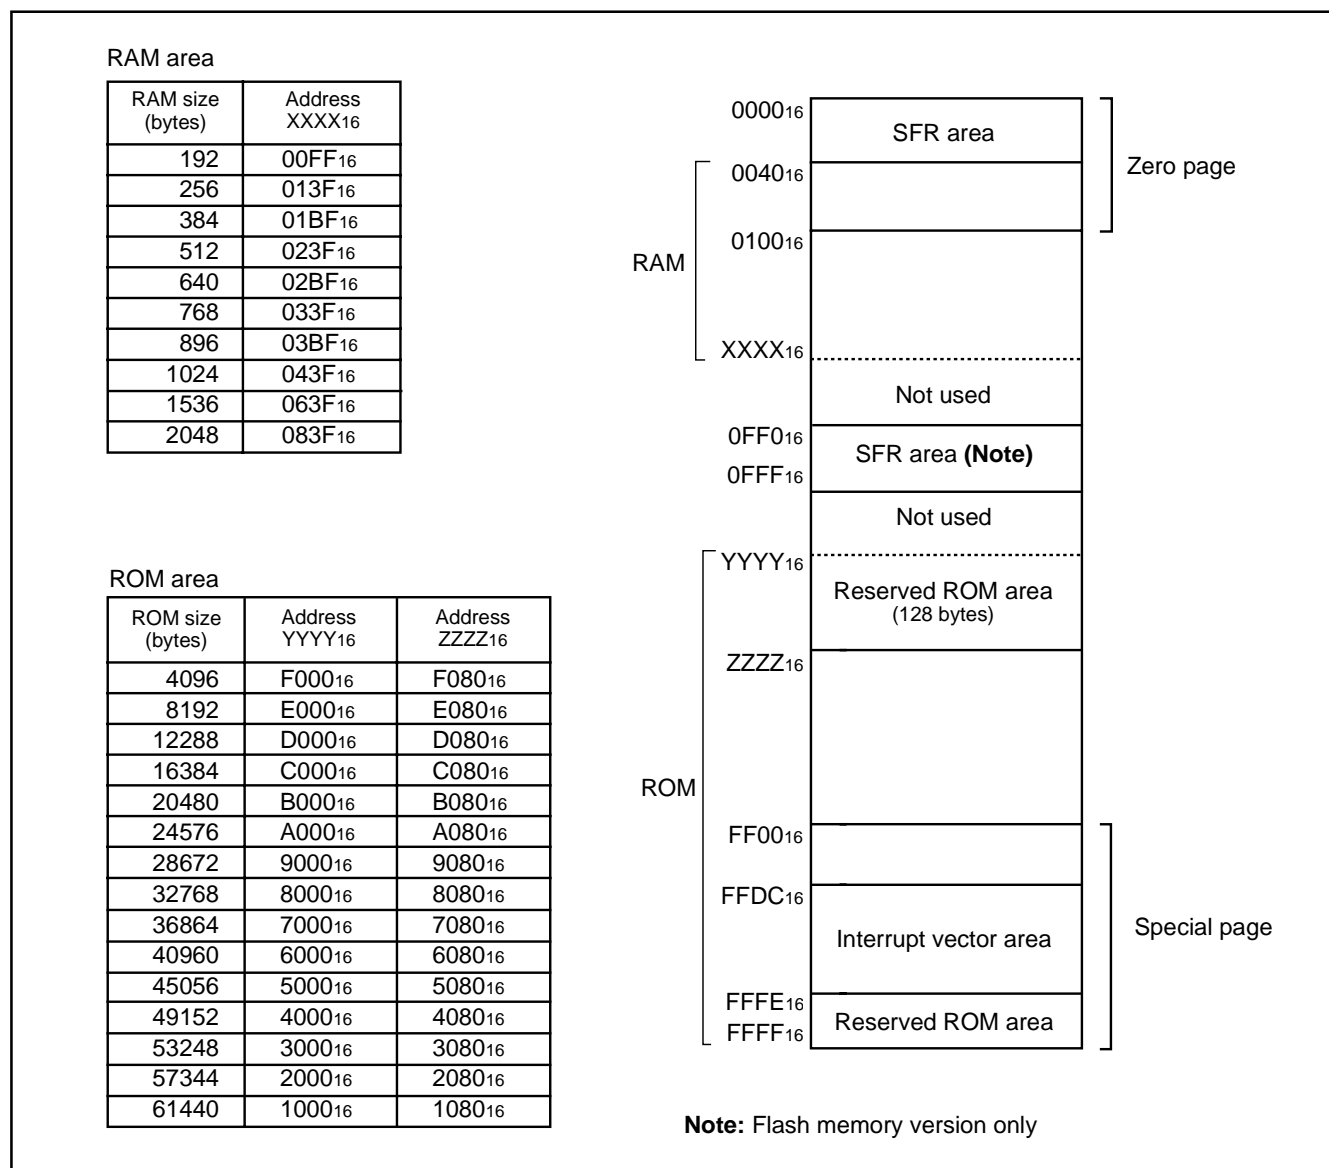 RAM area
RAM size (bytes) Address XXXX16
192 00FF16
256 013F16
384 01BF16
512 023F16
640 02BF16
768 033F16
896 03BF16
1024 043F16
1536 063F16
2048 083F16
ROM area
ROM size (bytes) Address YYYY16 Address ZZZZ16
4096 F00016 F08016
8192 E00016 E08016
12288 D00016 D08016
16384 C00016 C08016
20480 B00016 B08016
24576 A00016 A08016
28672 900016 908016
32768 800016 808016
36864 700016 708016
40960 600016 608016
45056 500016 508016
49152 400016 408016
53248 300016 308016
57344 200016 208016
61440 100016 108016
000016
SFR area
Zero page
004016
010016
RAM
XXXX16
Not used
0FF016
SFR area (Note)
0FFF16
Not used
YYYY16
Reserved ROM area
(128 bytes)
ZZZZ16
ROM
FF0016
FFDC16
Interrupt vector area
Special page
FFFE16
Reserved ROM area
FFFF16
Note: Flash memory version only